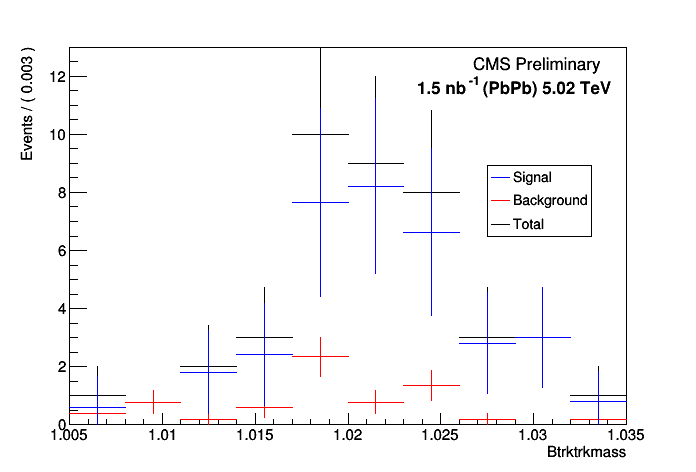 CMS Preliminary
1.5 nb-1 (PbPb) 5.02 TeV
Events / ( 0.003 )
12
10
8
6
4
2
0
Signal
Background
Total
1.005 1.01 1.015 1.02 1.025 1.03 1.035
Btrktrkmass